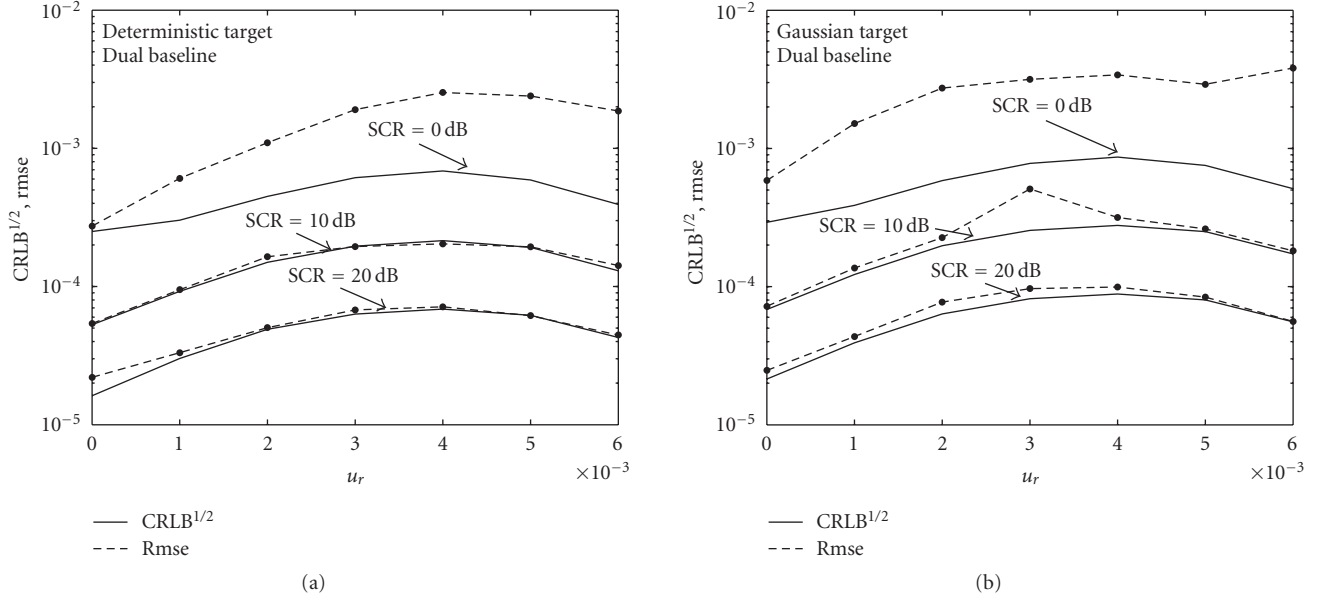 Deterministic target
Dual baseline
CRLB^{1/2}, rmse
10^{−2}
10^{−3}
10^{−4}
10^{−5}
SCR = 0 dB
SCR = 10 dB
SCR = 20 dB
0 1 2 3 4 5 6
×10^{−3}
u_r
CRLB^{1/2}
Rmse
(a)
Gaussian target
Dual baseline
CRLB^{1/2}, rmse
10^{−2}
10^{−3}
10^{−4}
10^{−5}
SCR = 0 dB
SCR = 10 dB
SCR = 20 dB
0 1 2 3 4 5 6
×10^{−3}
u_r
CRLB^{1/2}
Rmse
(b)